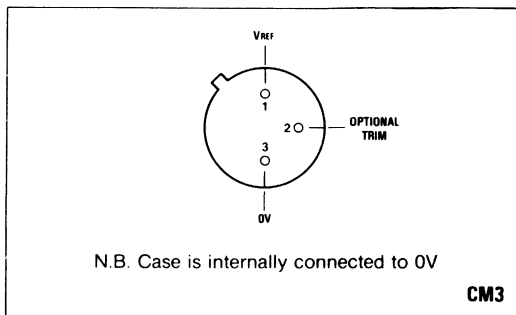 VREF
1
2
OPTIONAL
TRIM
3
0V
N.B. Case is internally connected to 0V
CM3